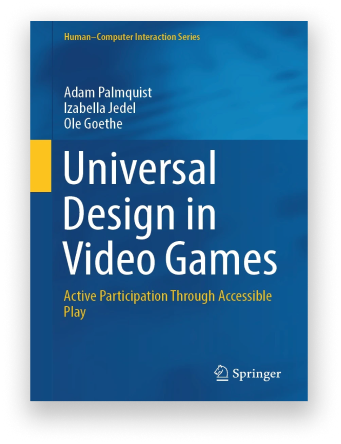 Human–Computer Interaction Series
Adam Palmquist
Izabella Jedel
Ole Goethe
Universal
Design in
Video Games
Active Participation Through Accessible
Play
Springer